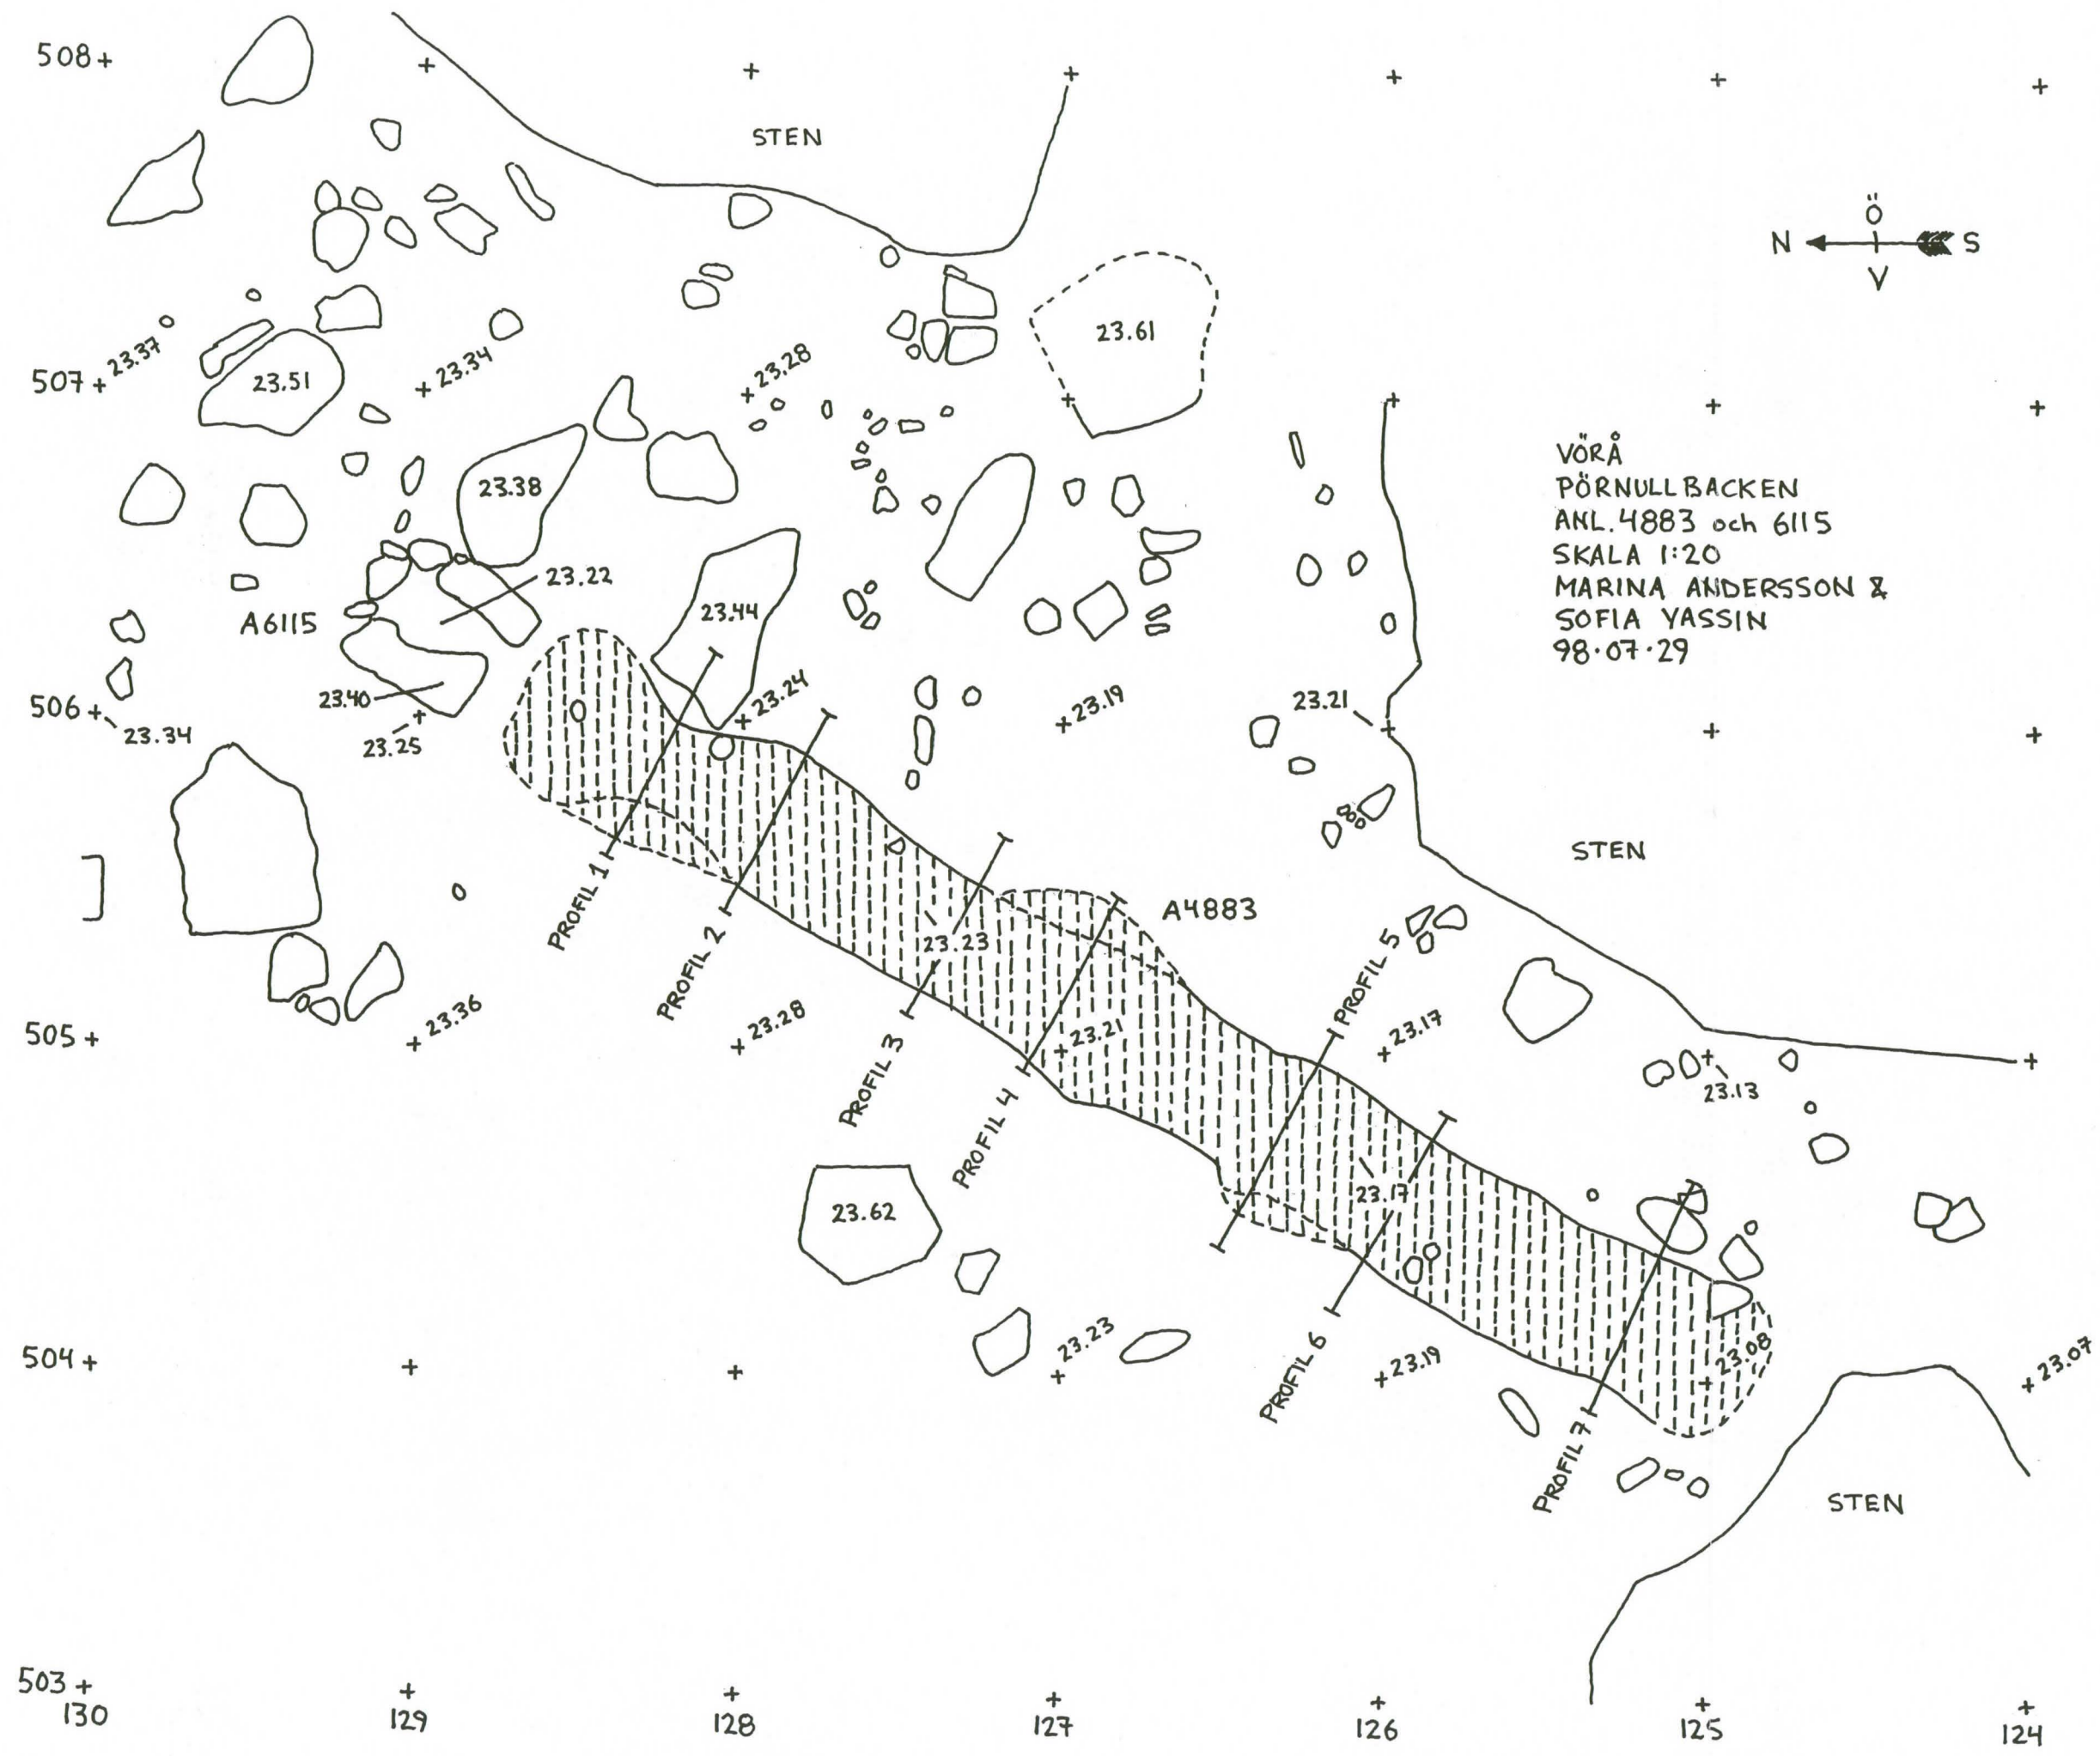 508
STEN
Ö
N S
V
23.37
507
23.51
23.34
23.28
23.61
VÖRÅ
PÖRNULLBACKEN
ANL. 4883 och 6115
SKALA 1:20
MARINA ANDERSSON &
SOFIA YASSIN
98·07·29
23.38
23.22
A6115
23.44
23.40
23.24
23.19
23.21
506
23.34
23.25
STEN
PROFIL 1
PROFIL 2
23.23
A4883
PROFIL 5
505
23.36
23.28
PROFIL 3
23.21
23.17
23.13
PROFIL 4
23.62
23.17
504
23.23
PROFIL 6
23.19
23.08
23.07
PROFIL 7
STEN
503
130 129 128 127 126 125 124